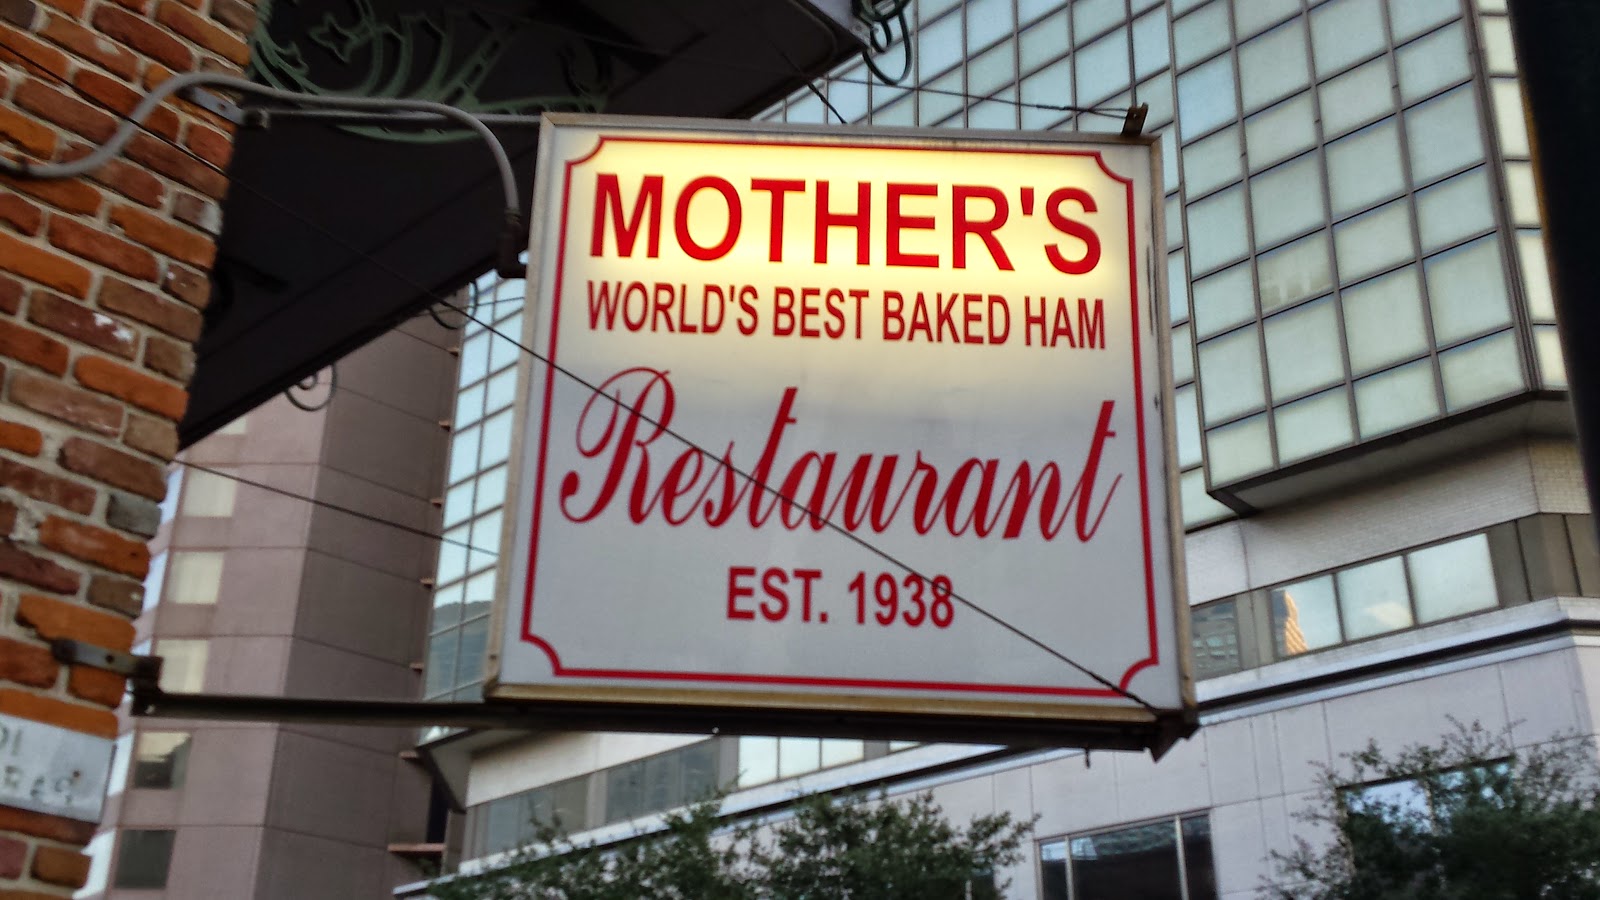 MOTHER'S
WORLD'S BEST BAKED HAM
Restaurant
EST. 1938